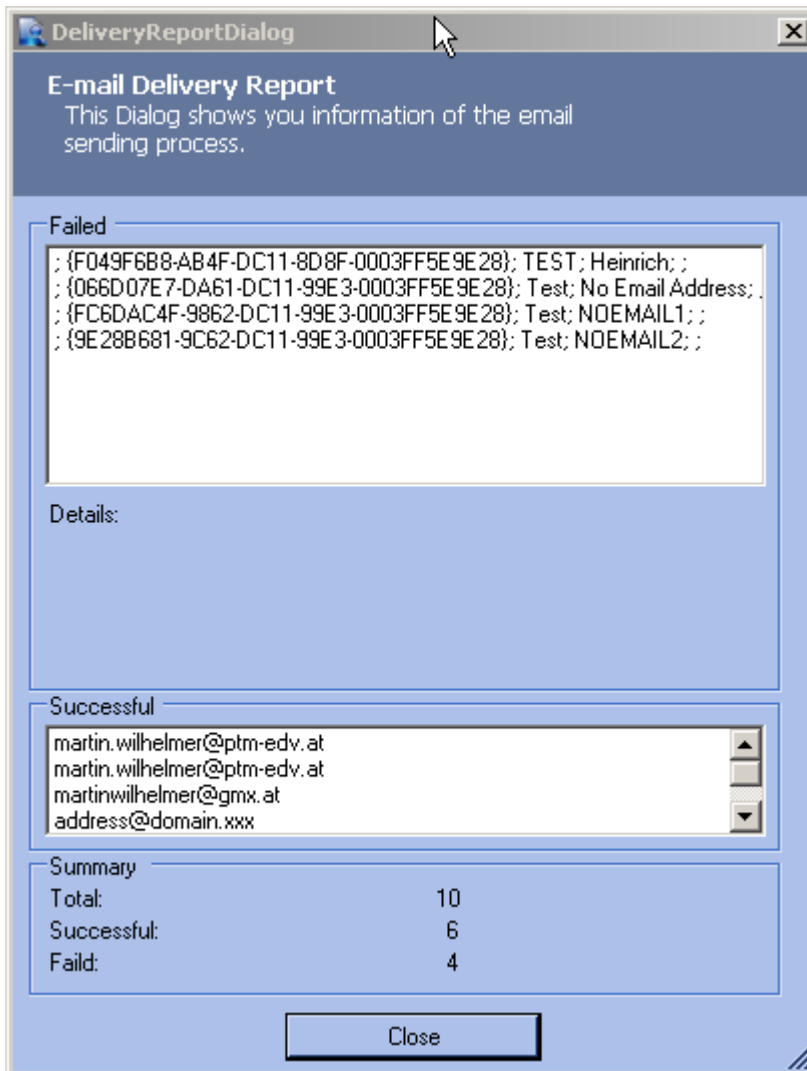 DeliveryReportDialog
E-mail Delivery Report
This Dialog shows you information of the email
sending process.
Failed
; {F049F6B8-AB4F-DC11-8D8F-0003FF5E9E28}; TEST; Heinrich; ;
; {066D07E7-DA61-DC11-99E3-0003FF5E9E28}; Test; No Email Address; ;
; {FC6DAC4F-9862-DC11-99E3-0003FF5E9E28}; Test; NOEMAIL1; ;
; {9E28B681-9C62-DC11-99E3-0003FF5E9E28}; Test; NOEMAIL2; ;
Details:
Successful
martin.wilhelmer@ptm-edv.at
martin.wilhelmer@ptm-edv.at
martinwilhelmer@gmx.at
address@domain.xxx
Summary
Total: 10
Successful: 6
Faild: 4
Close